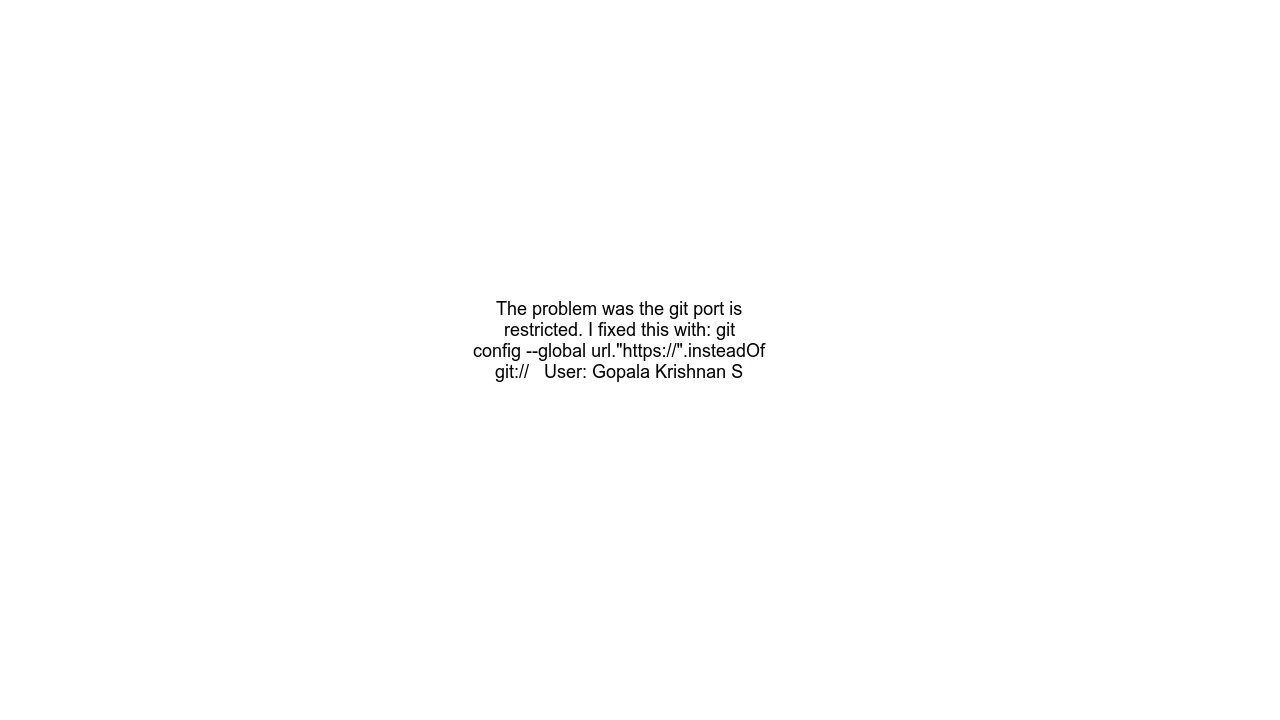 The problem was the git port is
restricted. I fixed this with: git
config --global url."https://".insteadOf
git://   User: Gopala Krishnan S